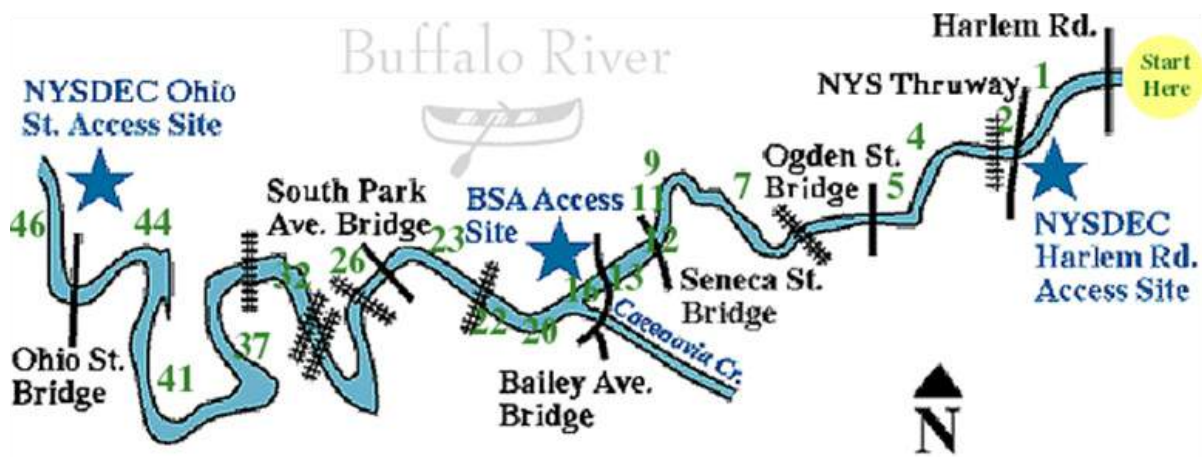 Buffalo River
Harlem Rd.
Start
Here
NYS Thruway
1
2
NYSDEC Ohio
St. Access Site
4
Ogden St.
Bridge
5
9
7
11
South Park
Ave. Bridge
BSA Access
Site
NYSDEC
Harlem Rd.
Access Site
46
44
23
12
26
32
13
16
Seneca St.
Bridge
22
20
Cr.
Ohio St.
Bridge
41
37
Bailey Ave.
Bridge
N